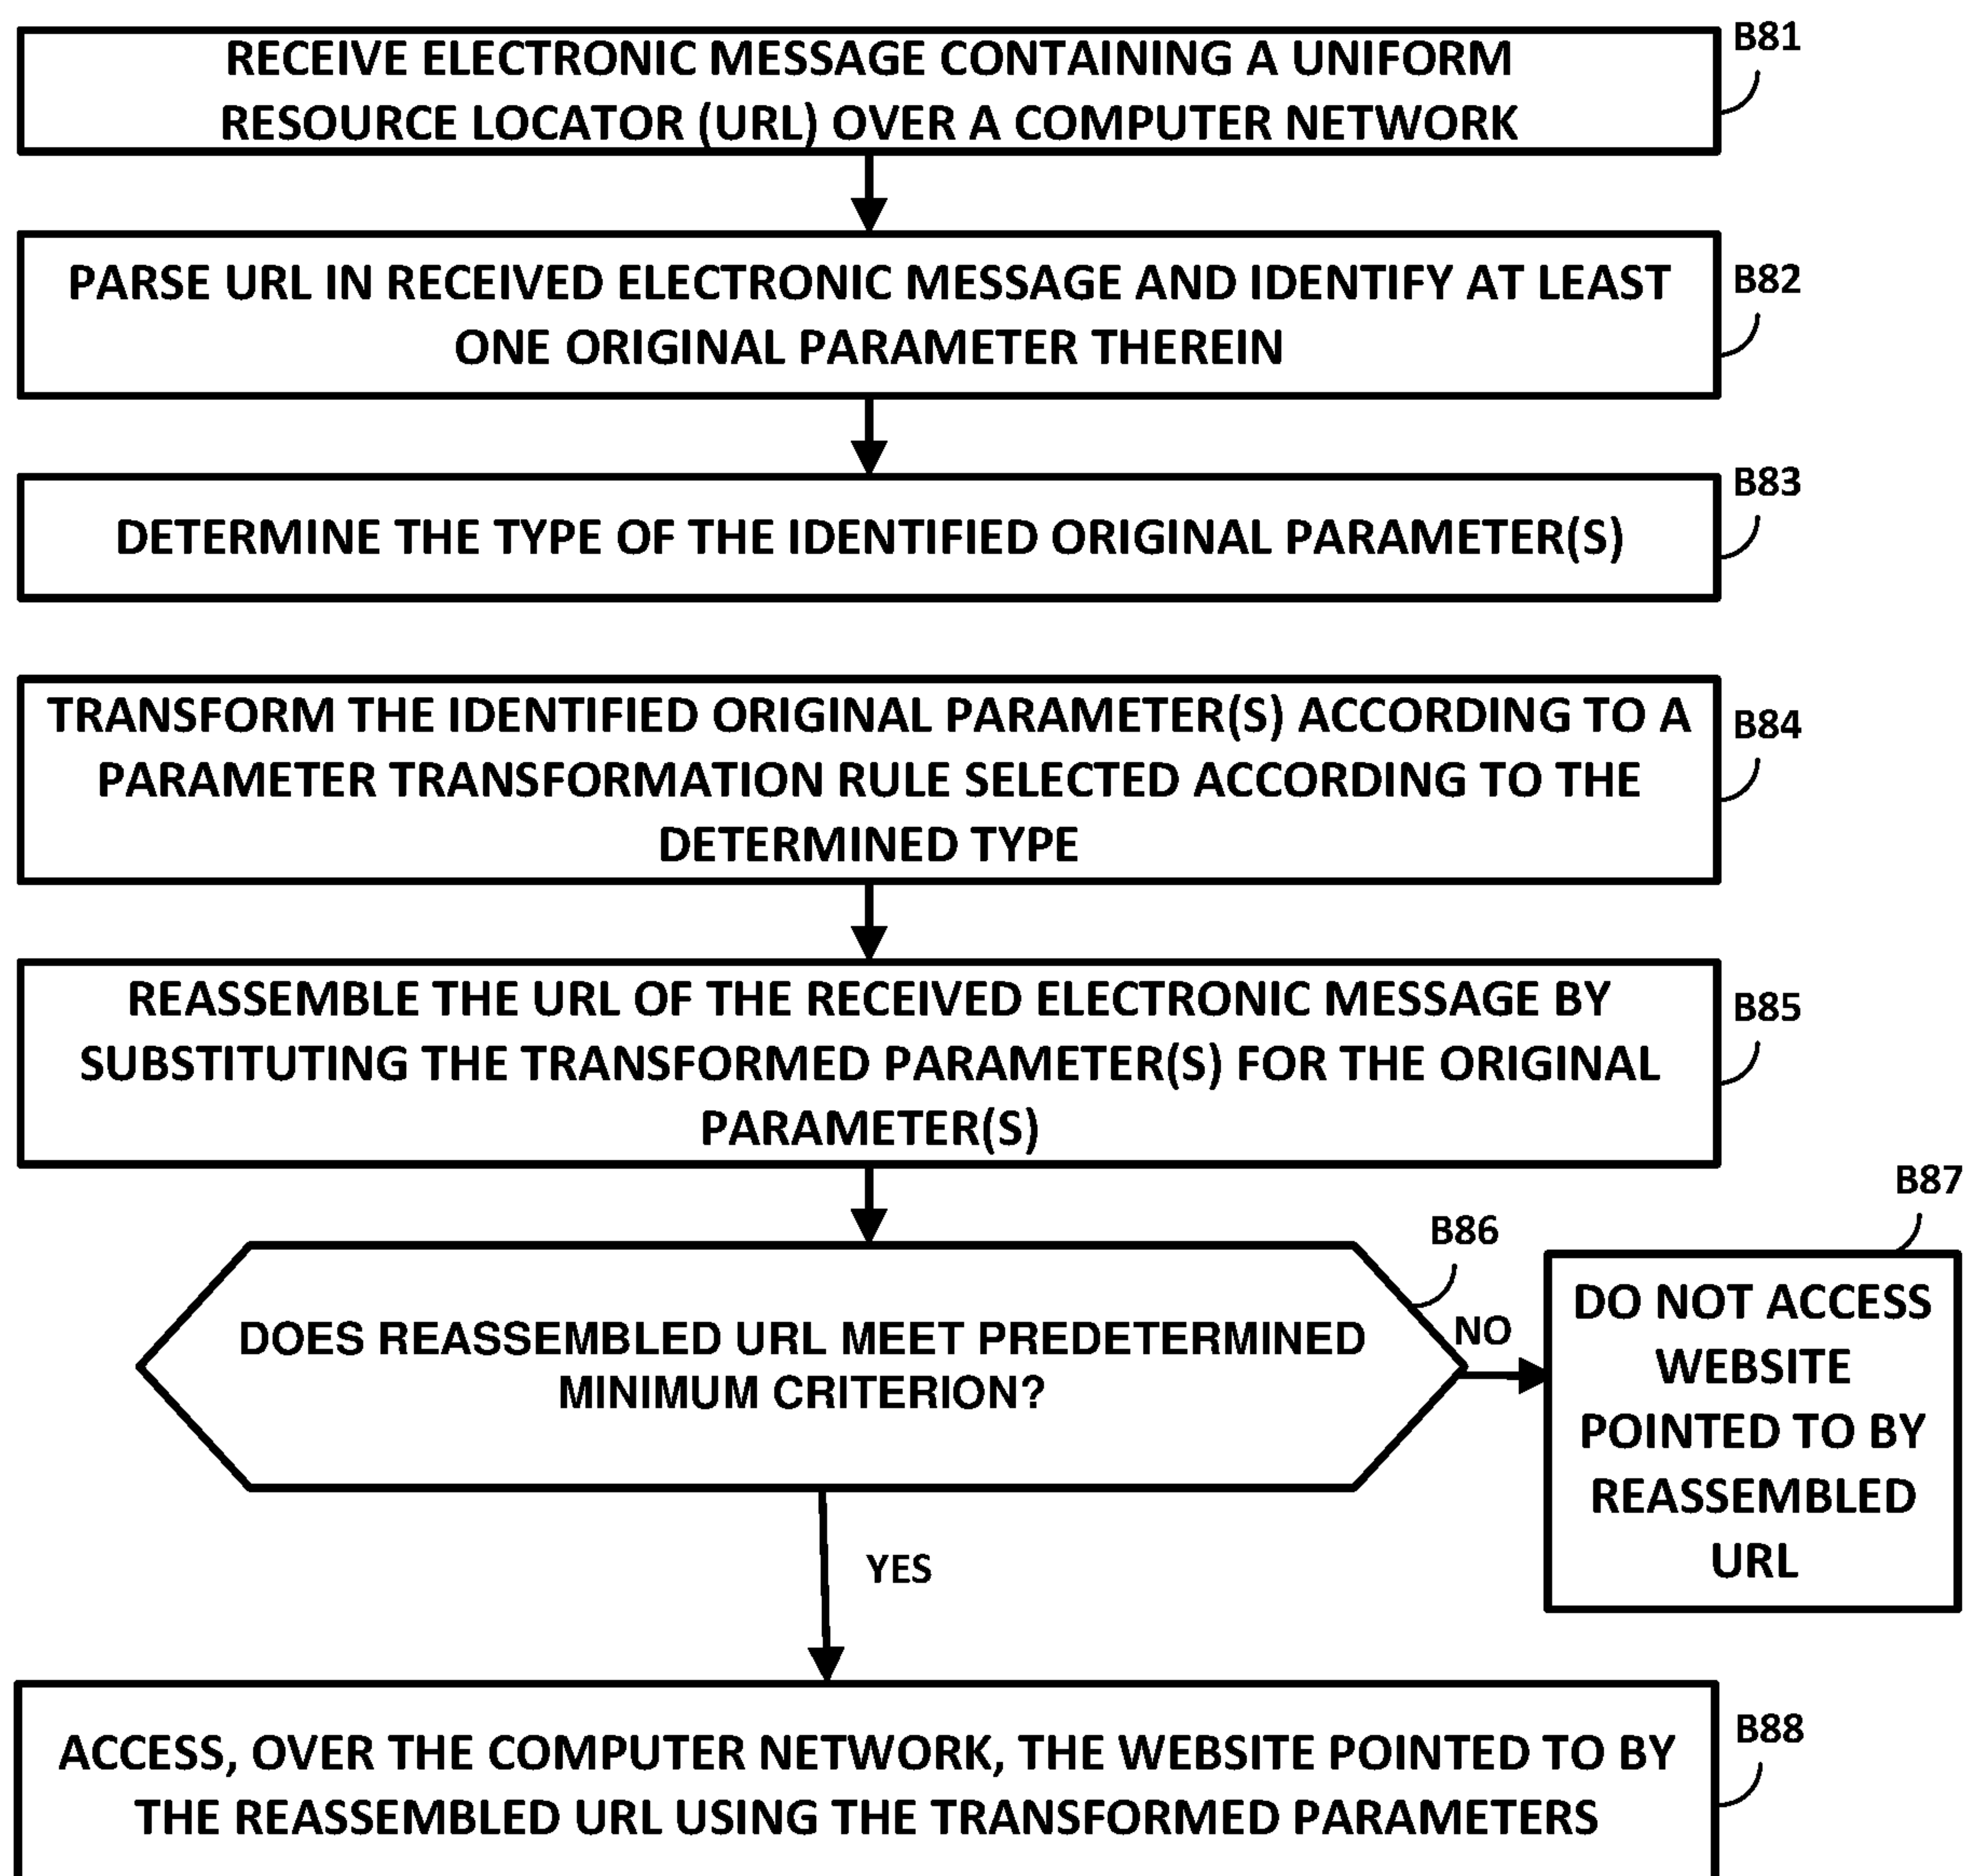 B81
RECEIVE ELECTRONIC MESSAGE CONTAINING A UNIFORM
RESOURCE LOCATOR (URL) OVER A COMPUTER NETWORK
B82
PARSE URL IN RECEIVED ELECTRONIC MESSAGE AND IDENTIFY AT LEAST
ONE ORIGINAL PARAMETER THEREIN
B83
DETERMINE THE TYPE OF THE IDENTIFIED ORIGINAL PARAMETER(S)
B84
TRANSFORM THE IDENTIFIED ORIGINAL PARAMETER(S) ACCORDING TO A
PARAMETER TRANSFORMATION RULE SELECTED ACCORDING TO THE
DETERMINED TYPE
B85
REASSEMBLE THE URL OF THE RECEIVED ELECTRONIC MESSAGE BY
SUBSTITUTING THE TRANSFORMED PARAMETER(S) FOR THE ORIGINAL
PARAMETER(S)
B86
DOES REASSEMBLED URL MEET PREDETERMINED
MINIMUM CRITERION?
NO
B87
DO NOT ACCESS
WEBSITE
POINTED TO BY
REASSEMBLED
URL
YES
B88
ACCESS, OVER THE COMPUTER NETWORK, THE WEBSITE POINTED TO BY
THE REASSEMBLED URL USING THE TRANSFORMED PARAMETERS